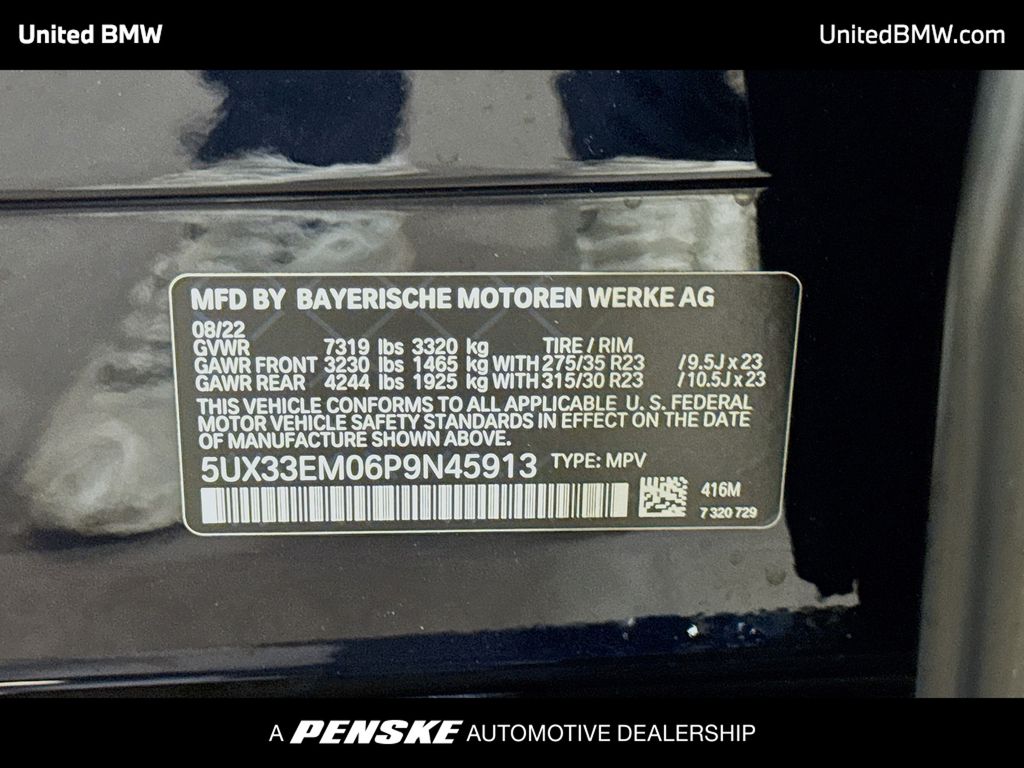 United BMW
UnitedBMW.com
MFD BY BAYERISCHE MOTOREN WERKE AG
08/22
GVWR 7319 lbs 3320 kg TIRE / RIM
GAWR FRONT 3230 lbs 1465 kg WITH 275/35 R23 /9.5J x 23
GAWR REAR 4244 lbs 1925 kg WITH 315/30 R23 /10.5J x 23
THIS VEHICLE CONFORMS TO ALL APPLICABLE U. S. FEDERAL
MOTOR VEHICLE SAFETY STANDARDS IN EFFECT ON THE DATE
OF MANUFACTURE SHOWN ABOVE.
5UX33EM06P9N45913 TYPE: MPV
416M
7 320 729
A PENSKE AUTOMOTIVE DEALERSHIP